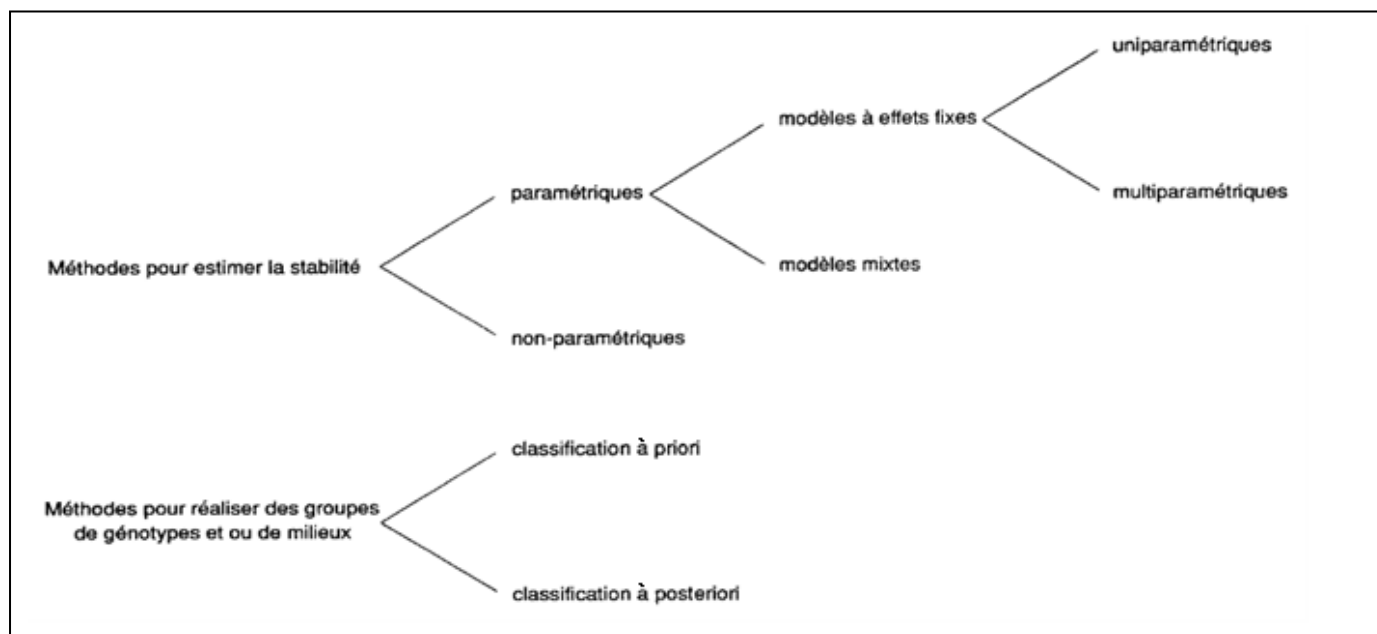 uniparamétriques
modèles à effets fixes
paramétriques
multiparamétriques
Méthodes pour estimer la stabilité
modèles mixtes
non-paramétriques
classification à priori
Méthodes pour réaliser des groupes
de génotypes et ou de milieux
classification à posteriori